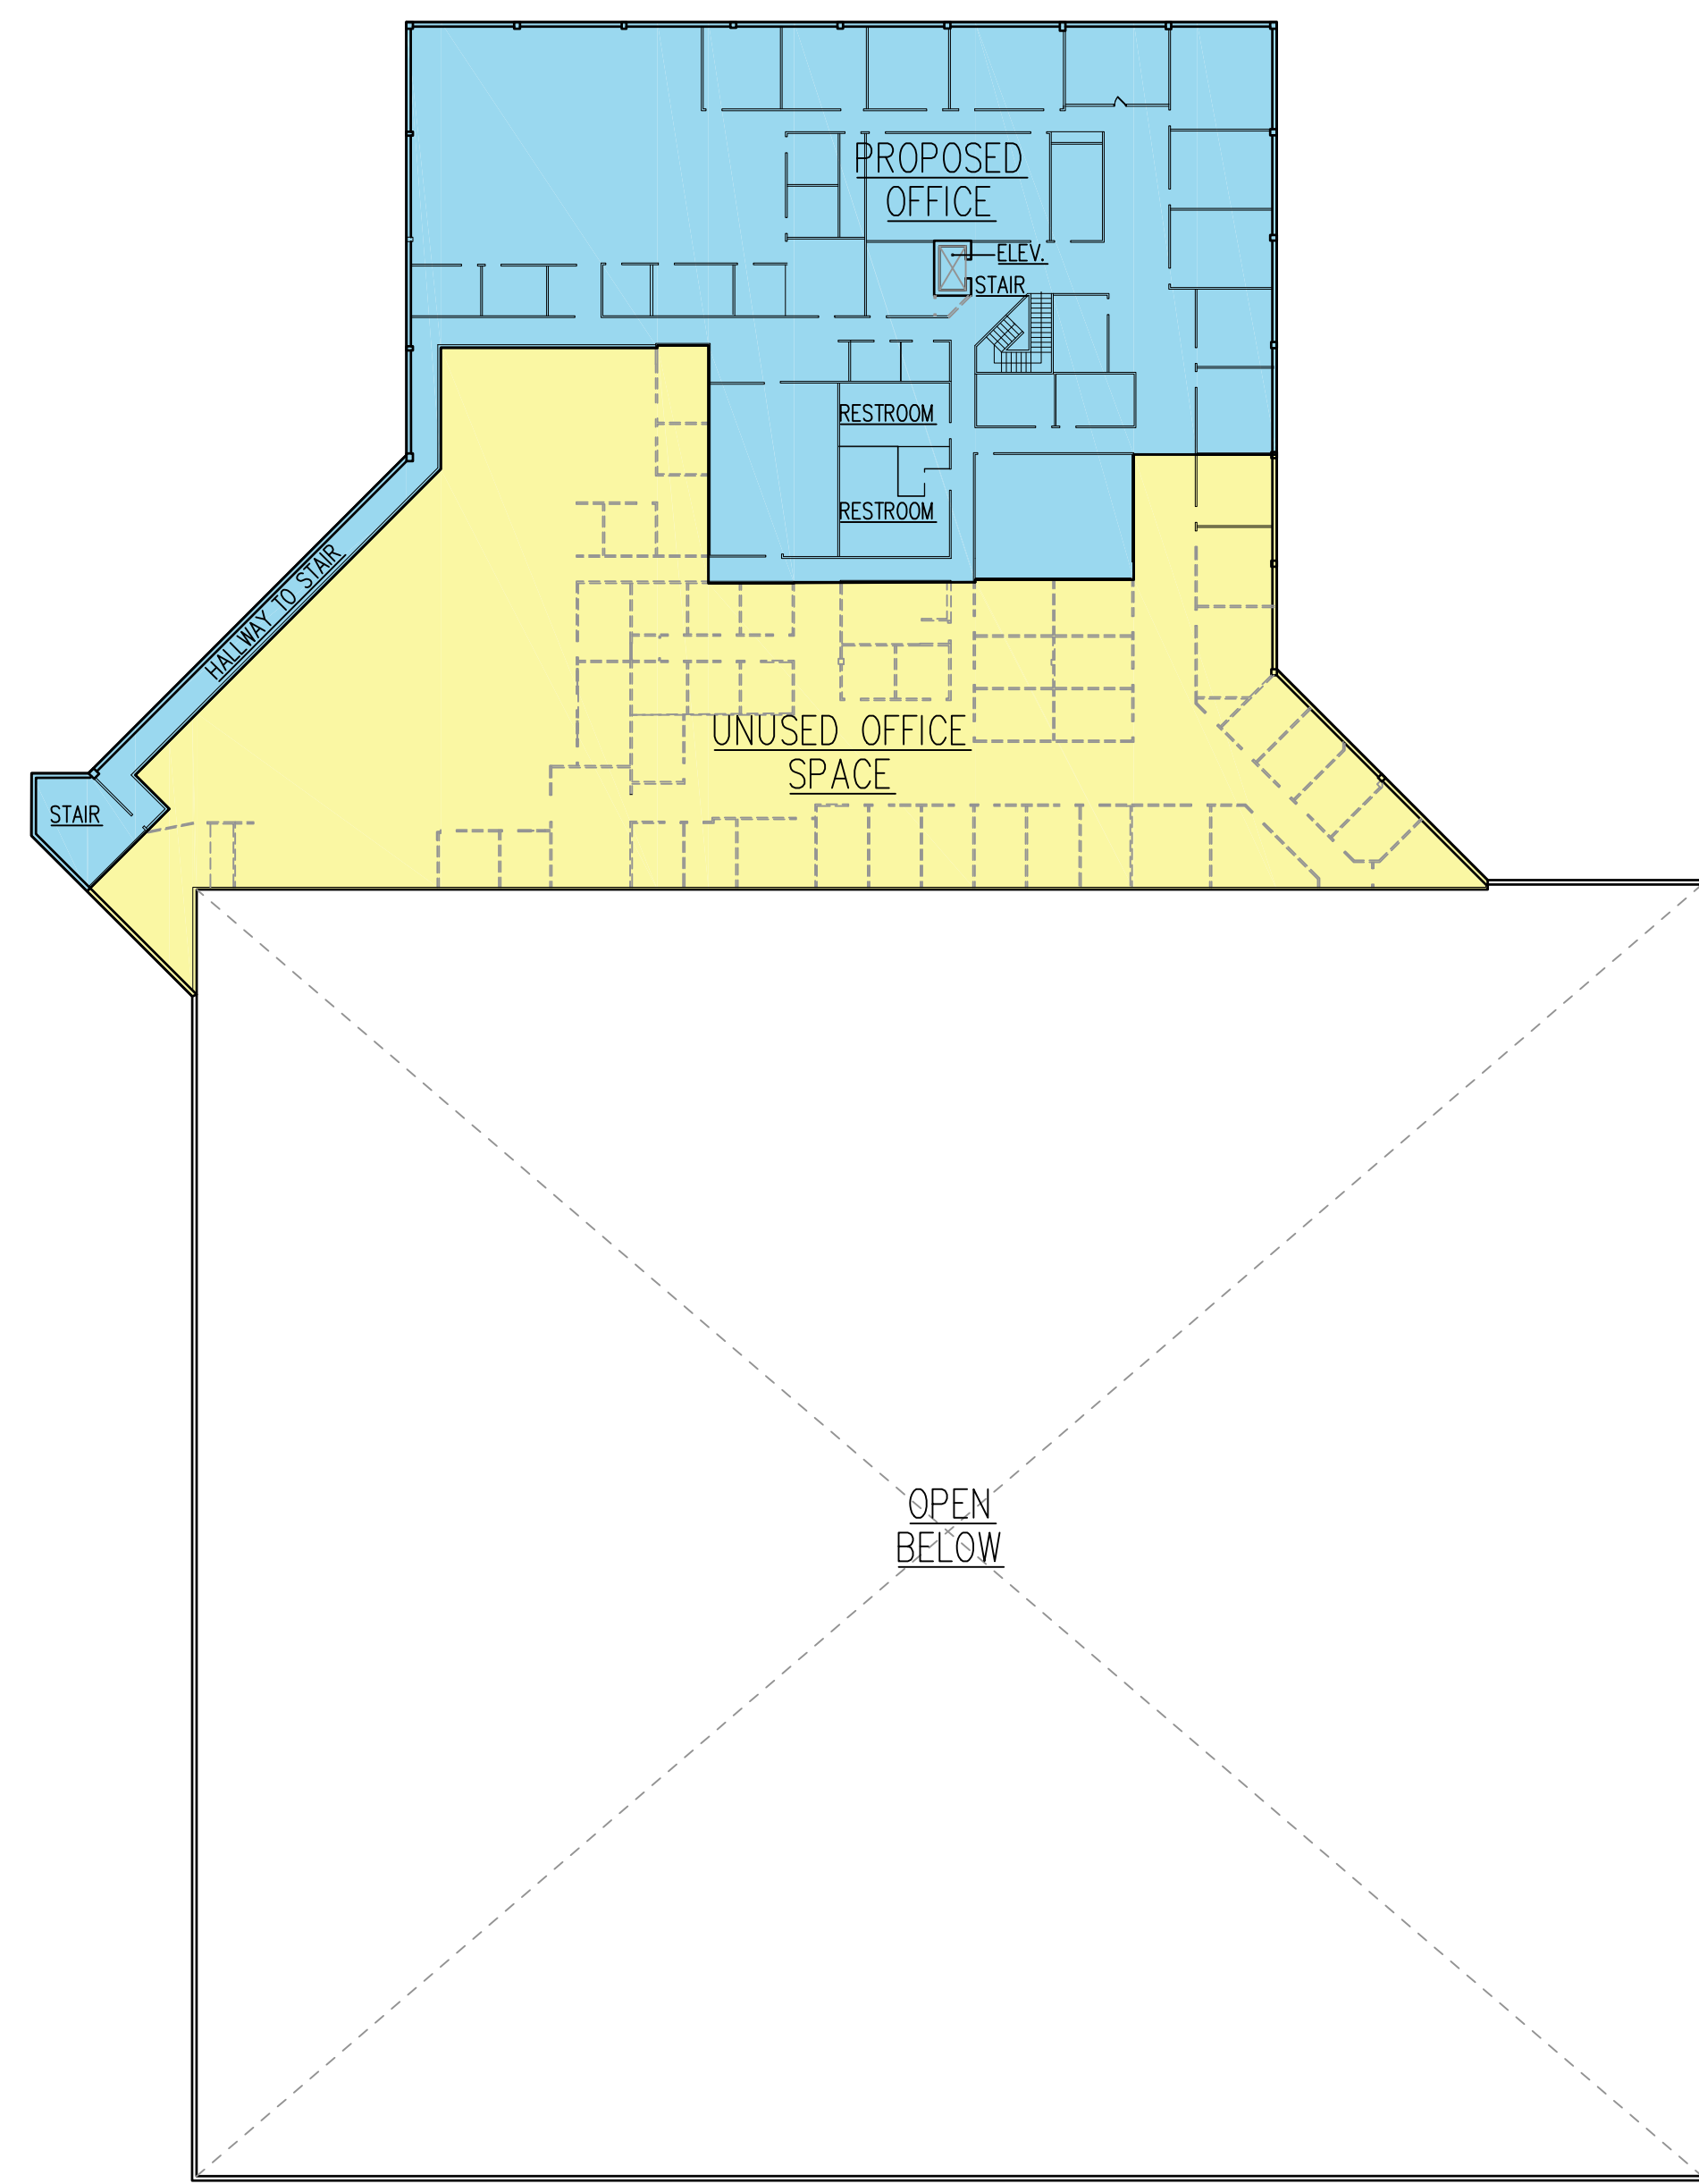 PROPOSED
OFFICE
ELEV.
STAIR
RESTROOM
RESTROOM
HALLWAY TO STAIR
UNUSED OFFICE
SPACE
STAIR
OPEN
BELOW